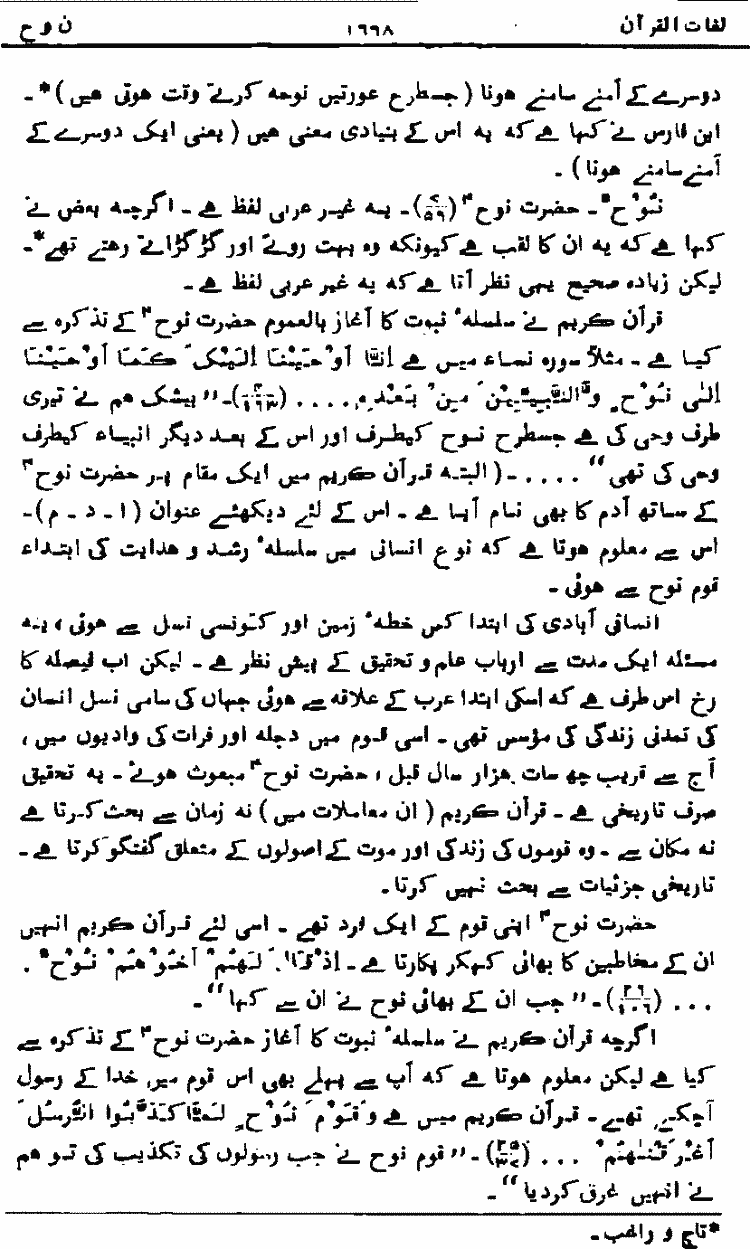 لغات القرآن ۱٦٦۸ ن و ح
دوسرے کے آمنے سامنے ہونا (جسطرح عورتیں نوحہ کرتے وقت ہوتی ہیں)*۔
ابن فارس نے کہا ہے کہ یہ اس کے بنیادی معنی ہیں (یعنی ایک دوسرے کے
آمنے سامنے ہونا) ۔
نُوْحٌ۔ حضرت نوح؏ (۷/۵۹)۔ یہ غیر عربی لفظ ہے ۔ اگرچہ بعض نے
کہا ہے کہ یہ ان کا لقب ہے کیونکہ وہ بہت روتے اور گڑگڑاتے رہتے تھے*۔
لیکن زیادہ صحیح یہی نظر آتا ہے کہ یہ غیر عربی لفظ ہے ۔
قرآن کریم نے سلسلۂ نبوت کا آغاز بالعموم حضرت نوح؏ کے تذکرہ سے
کیا ہے ۔ مثلاً سورہ نساء میں ہے اِنَّا اَوْحَیْنَا اِلَیْکَ کَمَا اَوْحَیْنَا
اِلٰی نُوْحٍ وَّالنَّبِیِّیْنَ مِنْ بَعْدِہٖ .... (۴/۱۶۳)۔ ”بیشک ہم نے تیری
طرف وحی کی ہے جسطرح نوح کیطرف اور اس کے بعد دیگر انبیاء کیطرف
وحی کی تھی“ ..... ۔ (البتہ قرآن کریم میں ایک مقام پر حضرت نوح؏
کے ساتھ آدم کا بھی نام آیا ہے ۔ اس کے لئے دیکھئے عنوان (ا ۔ د ۔ م)۔
اس سے معلوم ہوتا ہے کہ نوع انسانی میں سلسلۂ رشد و ہدایت کی ابتداء
قوم نوح سے ہوئی ۔
انسانی آبادی کی ابتدا کس خطۂ زمین اور کونسی نسل سے ہوئی ، یہ
مسئلہ ایک مدت سے ارباب علم و تحقیق کے پیش نظر ہے ۔ لیکن اب فیصلہ کا
رخ اس طرف ہے کہ اسکی ابتدا عرب کے علاقہ سے ہوئی جہاں کی سامی نسل انسان
کی تمدنی زندگی کی مؤسس تھی ۔ اسی قوم میں دجلہ اور فرات کی وادیوں میں ،
آج سے قریب چھ سات ہزار سال قبل ، حضرت نوح؏ مبعوث ہوئے ۔ یہ تحقیق
صرف تاریخی ہے ۔ قرآن کریم (ان معاملات میں) نہ زمان سے بحث کرتا ہے
نہ مکان سے ۔ وہ قوموں کی زندگی اور موت کے اصولوں کے متعلق گفتگو کرتا ہے ۔
تاریخی جزئیات سے بحث نہیں کرتا ۔
حضرت نوح؏ اپنی قوم کے ایک فرد تھے ۔ اسی لئے قرآن کریم انہیں
ان کے مخاطبین کا بھائی کہکر پکارتا ہے ۔ اِذْ قَالَ لَہُمْ اَخُوْہُمْ نُوْحٌ .
... (۲۶/۱۰۶)۔ ”جب ان کے بھائی نوح نے ان سے کہا“ ۔
اگرچہ قرآن کریم نے سلسلۂ نبوت کا آغاز حضرت نوح؏ کے تذکرہ سے
کیا ہے لیکن معلوم ہوتا ہے کہ آپ سے پہلے بھی اس قوم میں خدا کے رسول
آچکے تھے ۔ قرآن کریم میں ہے وَقَوْمَ نُوْحٍ لَمَّا کَذَّبُوا الرُّسُلَ
اَغْرَقْنٰہُمْ ... (۲۵/۳۷)۔ ”قوم نوح نے جب رسولوں کی تکذیب کی تو ہم
نے انہیں غرق کردیا“ ۔
*تاج و راغب ۔